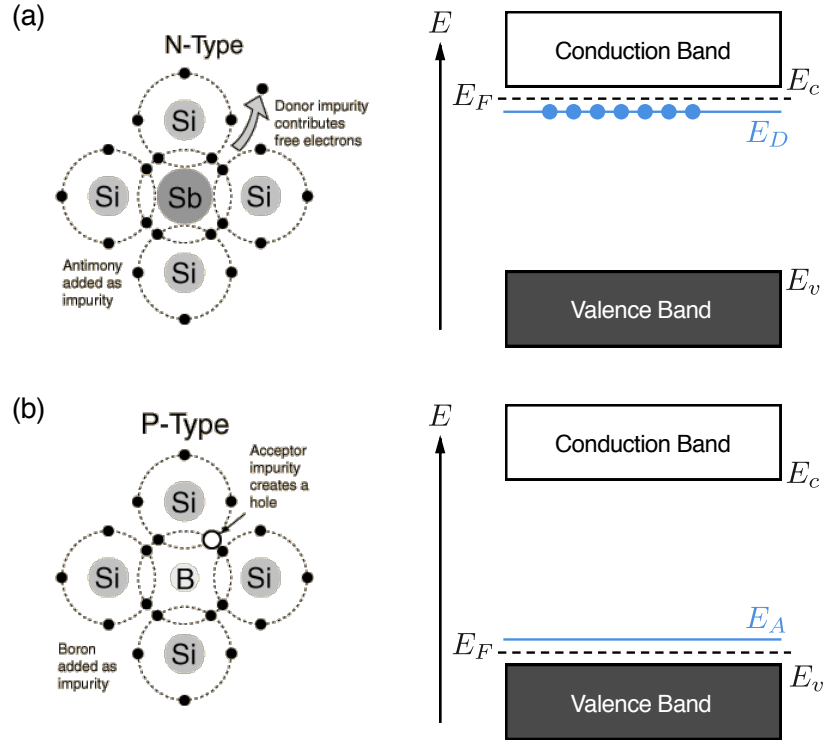 (a)
N-Type
Si
Donor impurity
contributes
free electrons
Si
Sb
Si
Antimony
added as
impurity
Si
E
Conduction Band
E_c
E_F
E_D
E_v
Valence Band
(b)
P-Type
Acceptor
impurity
creates a
hole
Si
Si
B
Si
Boron
added as
impurity
Si
E
Conduction Band
E_c
E_A
E_F
E_v
Valence Band